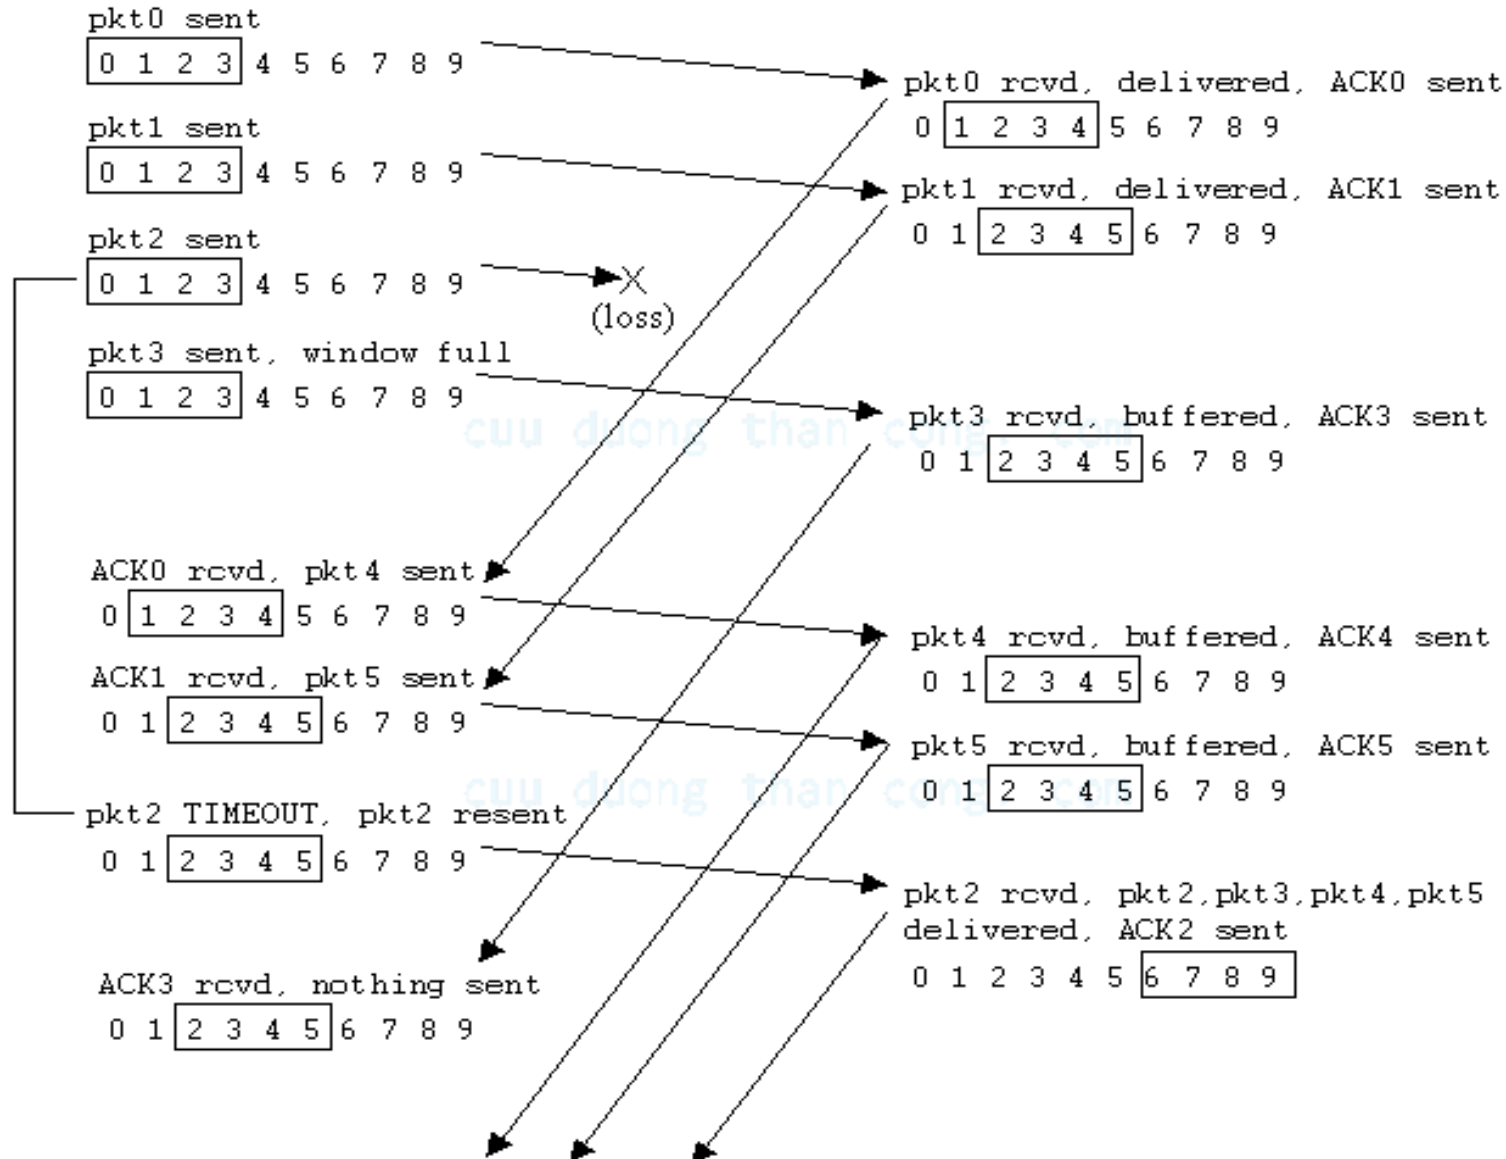 pkt0 sent
0 1 2 3 4 5 6 7 8 9
pkt1 sent
0 1 2 3 4 5 6 7 8 9
pkt2 sent
0 1 2 3 4 5 6 7 8 9
(loss)
pkt3 sent, window full
0 1 2 3 4 5 6 7 8 9
ACK0 rcvd, pkt4 sent
0 1 2 3 4 5 6 7 8 9
ACK1 rcvd, pkt5 sent
0 1 2 3 4 5 6 7 8 9
pkt2 TIMEOUT, pkt2 resent
0 1 2 3 4 5 6 7 8 9
ACK3 rcvd, nothing sent
0 1 2 3 4 5 6 7 8 9
pkt0 rcvd, delivered, ACK0 sent
0 1 2 3 4 5 6 7 8 9
pkt1 rcvd, delivered, ACK1 sent
0 1 2 3 4 5 6 7 8 9
pkt3 rcvd, buffered, ACK3 sent
0 1 2 3 4 5 6 7 8 9
pkt4 rcvd, buffered, ACK4 sent
0 1 2 3 4 5 6 7 8 9
pkt5 rcvd, buffered, ACK5 sent
0 1 2 3 4 5 6 7 8 9
pkt2 rcvd, pkt2,pkt3,pkt4,pkt5
delivered, ACK2 sent
0 1 2 3 4 5 6 7 8 9
cuu duong than cong. com
cuu duong than cong. com